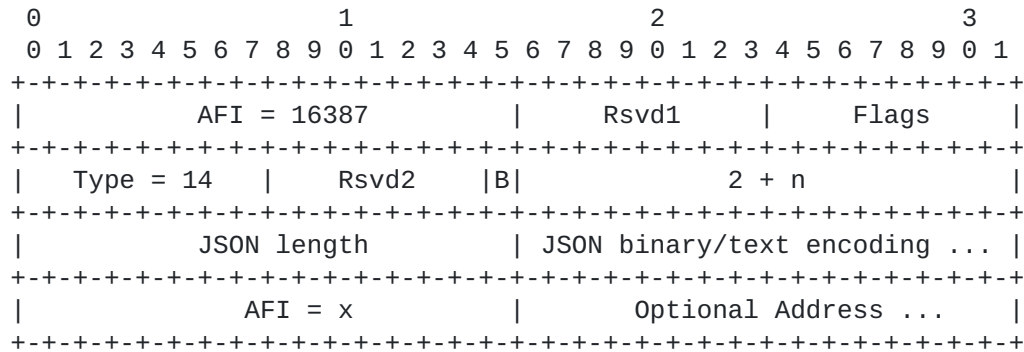 0                   1                   2                   3
 0 1 2 3 4 5 6 7 8 9 0 1 2 3 4 5 6 7 8 9 0 1 2 3 4 5 6 7 8 9 0 1
+-+-+-+-+-+-+-+-+-+-+-+-+-+-+-+-+-+-+-+-+-+-+-+-+-+-+-+-+-+-+-+-+
|           AFI = 16387         |     Rsvd1     |     Flags     |
+-+-+-+-+-+-+-+-+-+-+-+-+-+-+-+-+-+-+-+-+-+-+-+-+-+-+-+-+-+-+-+-+
|   Type = 14   |    Rsvd2    |B|             2 + n             |
+-+-+-+-+-+-+-+-+-+-+-+-+-+-+-+-+-+-+-+-+-+-+-+-+-+-+-+-+-+-+-+-+
|           JSON length         | JSON binary/text encoding ... |
+-+-+-+-+-+-+-+-+-+-+-+-+-+-+-+-+-+-+-+-+-+-+-+-+-+-+-+-+-+-+-+-+
|              AFI = x          |       Optional Address ...    |
+-+-+-+-+-+-+-+-+-+-+-+-+-+-+-+-+-+-+-+-+-+-+-+-+-+-+-+-+-+-+-+-+